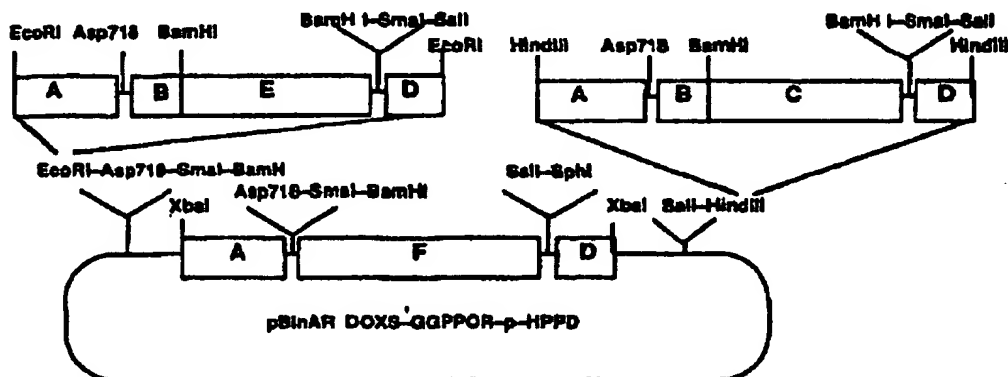 BamH I–SmaI–SalI
BamH I–SmaI–SalI
EcoRI Asp718 BamHI
EcoRI
HindIII Asp718 BamHI
HindIII
A B E D
A B C D
EcoRI–Asp718–SmaI–BamH
SalI–SphI
Asp718–SmaI–BamHI
XbaI
XbaI
SalI–HindIII
A F D
pBinAR DOXS-GGPPOR-p-HPPD